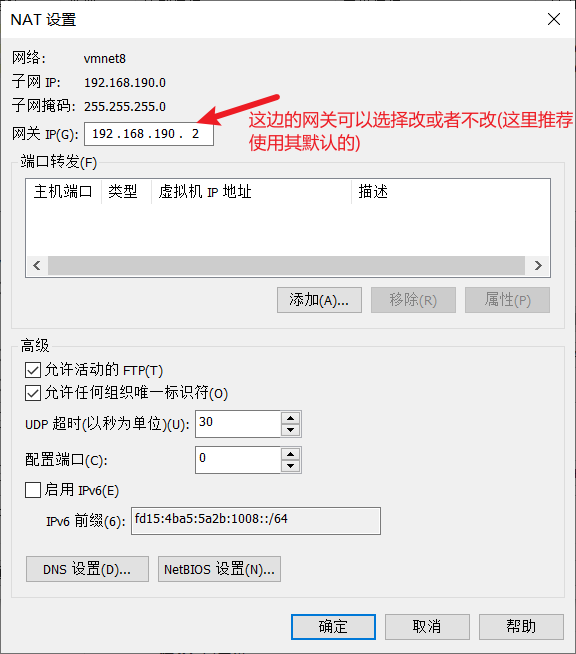 NAT 设置
网络: vmnet8
子网 IP: 192.168.190.0
子网掩码: 255.255.255.0
网关 IP(G): 192 . 168 . 190 . 2
这边的网关可以选择改或者不改(这里推荐
使用其默认的)
端口转发(F)
主机端口 类型 虚拟机 IP 地址 描述
添加(A)... 移除(R) 属性(P)
高级
允许活动的 FTP(T)
允许任何组织唯一标识符(O)
UDP 超时(以秒为单位)(U): 30
配置端口(C): 0
启用 IPv6(E)
IPv6 前缀(6): fd15:4ba5:5a2b:1008::/64
DNS 设置(D)... NetBIOS 设置(N)...
确定 取消 帮助